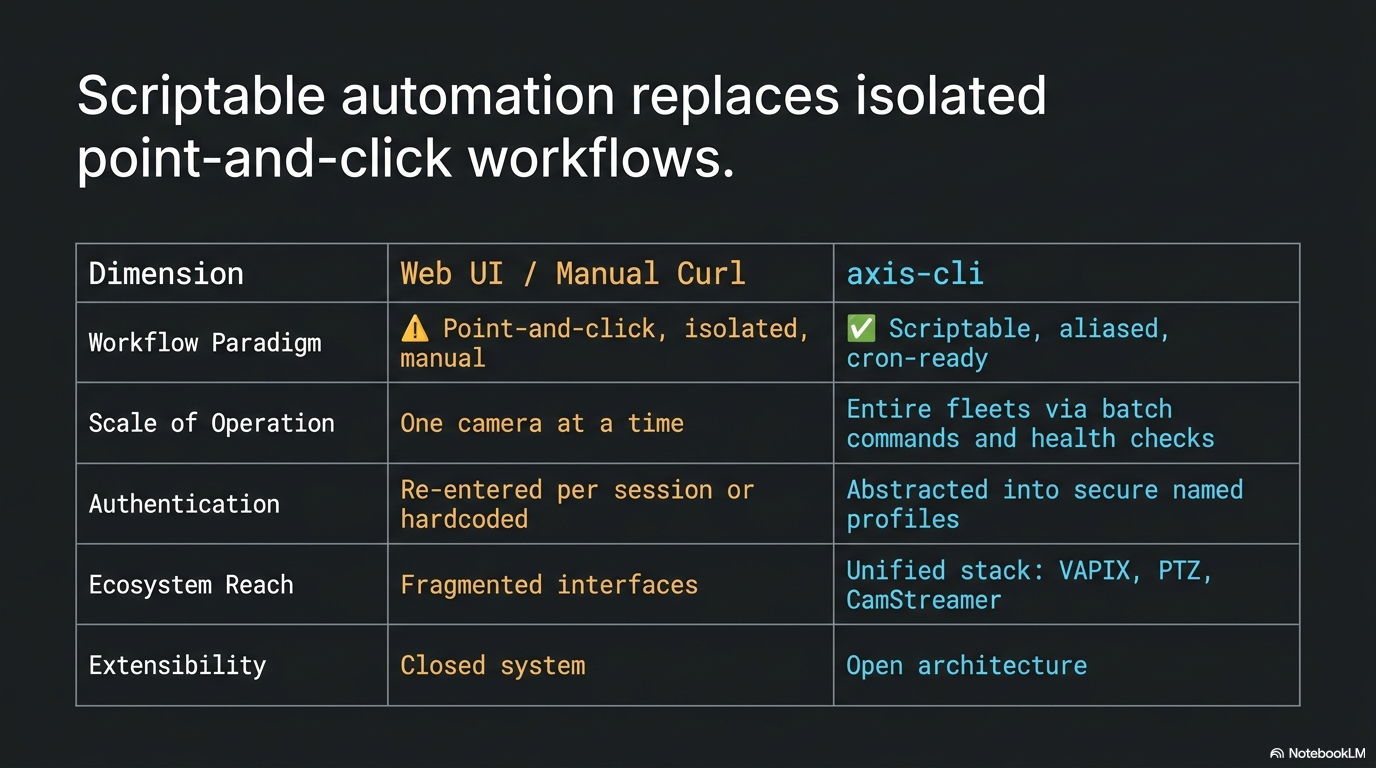 Scriptable automation replaces isolated
point-and-click workflows.
Dimension
Web UI / Manual Curl
axis-cli
Workflow Paradigm
⚠️ Point-and-click, isolated,
manual
✅ Scriptable, aliased,
cron-ready
Scale of Operation
One camera at a time
Entire fleets via batch
commands and health checks
Authentication
Re-entered per session or
hardcoded
Abstracted into secure named
profiles
Ecosystem Reach
Fragmented interfaces
Unified stack: VAPIX, PTZ,
CamStreamer
Extensibility
Closed system
Open architecture
NotebookLM